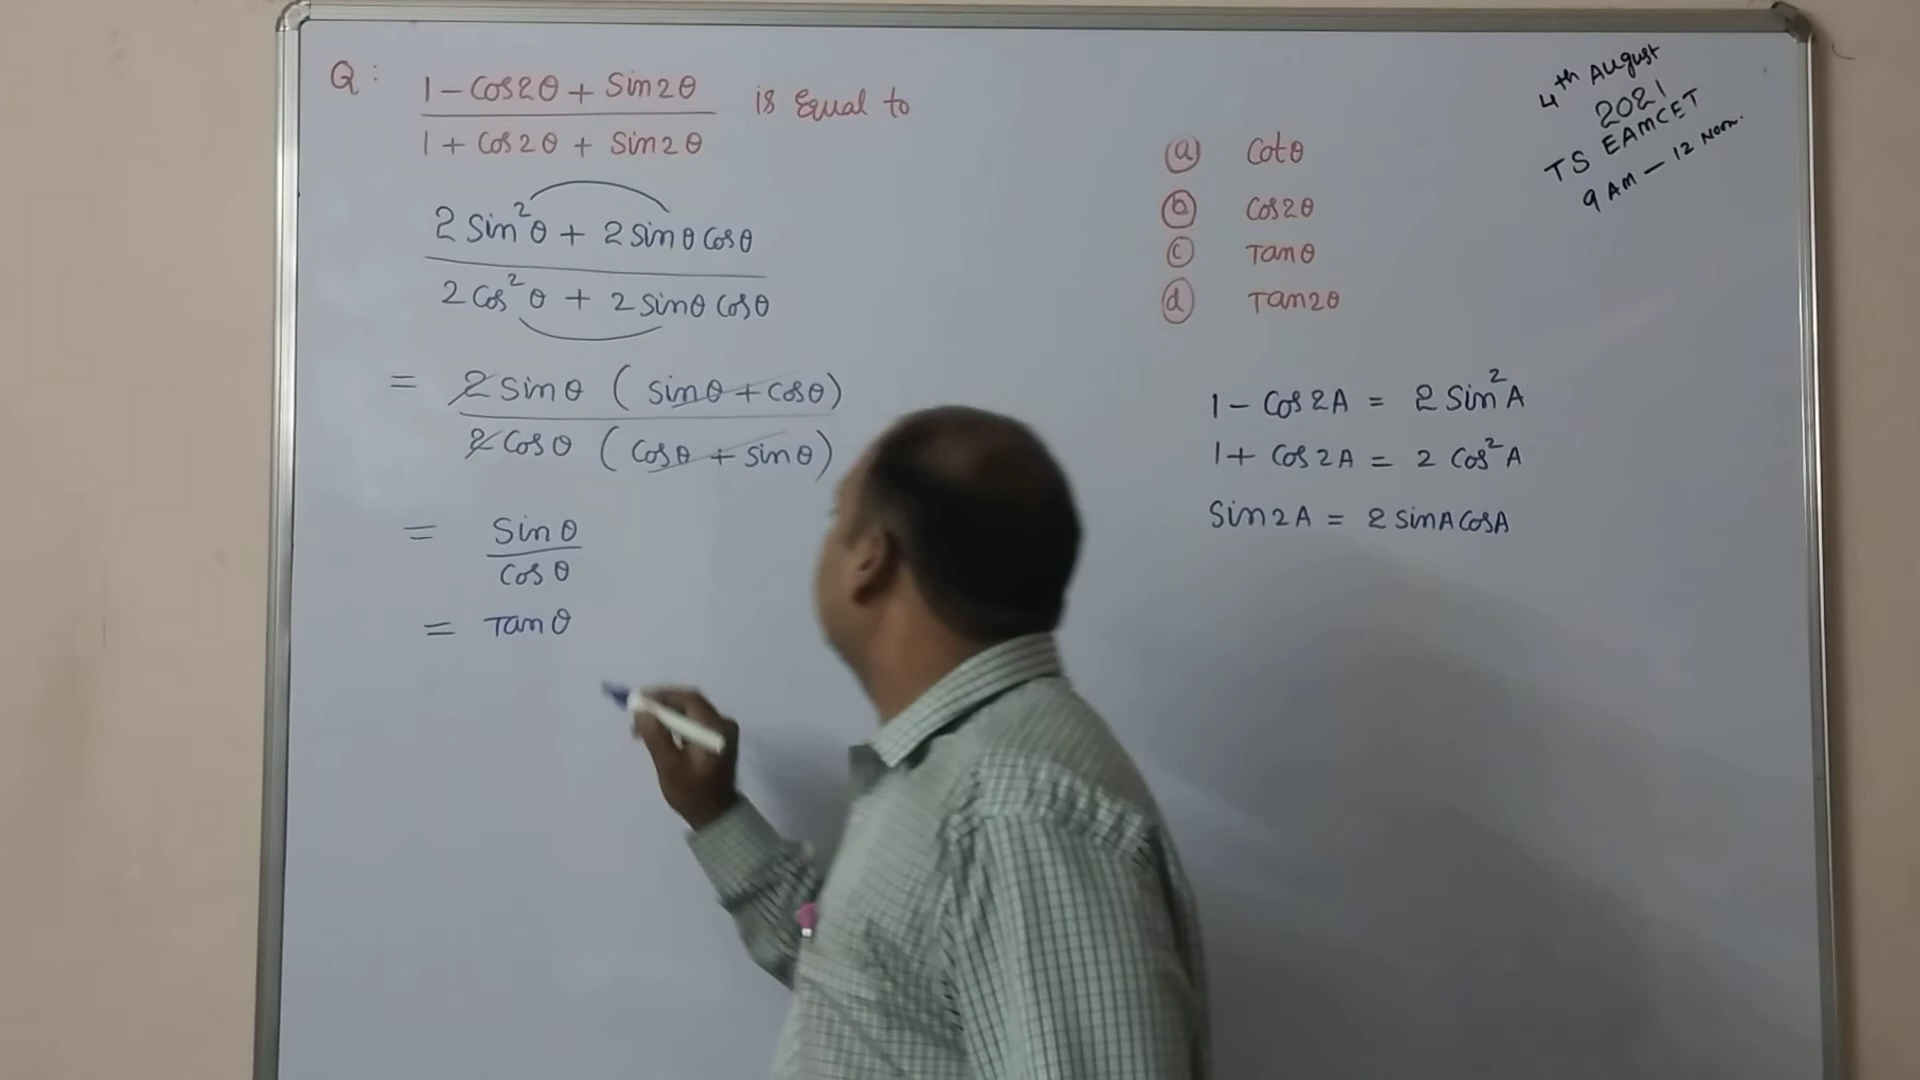 Q: 1 - Cos2θ + Sin2θ is Equal to
1 + Cos2θ + Sin2θ
2 Sin²θ + 2 Sinθ Cosθ
2 Cos²θ + 2 Sinθ Cosθ
= 2 Sinθ ( Sinθ + Cosθ)
2 Cosθ ( Cosθ + Sinθ)
= Sinθ
Cosθ
= Tanθ
(a) Cotθ
(b) Cos2θ
(c) Tanθ
(d) Tan2θ
1 - Cos2A = 2 Sin²A
1 + Cos2A = 2 Cos²A
Sin2A = 2 SinA CosA
4th August
2021
TS EAMCET
9 AM - 12 Noon.